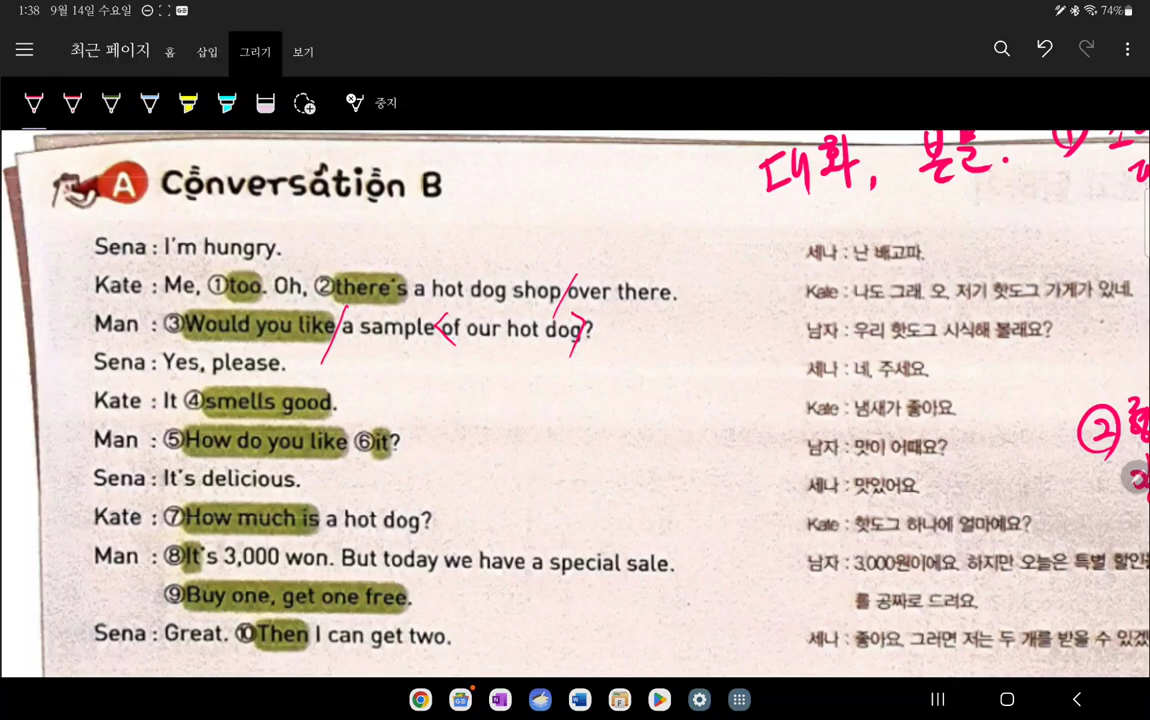 1:38 9월 14일 수요일 74%
최근 페이지 홈 삽입 그리기 보기
중지
대화, 본문. ①
A Conversation B
Sena : I'm hungry. 세나 : 난 배고파.
Kate : Me, ①too. Oh, ②there's a hot dog shop over there. Kate : 나도 그래. 오, 저기 핫도그 가게가 있네.
Man : ③Would you like a sample of our hot dog? 남자 : 우리 핫도그 시식해 볼래요?
Sena : Yes, please. 세나 : 네, 주세요.
Kate : It ④smells good. Kate : 냄새가 좋아요.
②
Man : ⑤How do you like ⑥it? 남자 : 맛이 어때요?
Sena : It's delicious. 세나 : 맛있어요.
Kate : ⑦How much is a hot dog? Kate : 핫도그 하나에 얼마예요?
Man : ⑧It's 3,000 won. But today we have a special sale. 남자 : 3,000원이에요. 하지만 오늘은 특별 할인
⑨Buy one, get one free. 를 공짜로 드려요.
Sena : Great. ⑩Then I can get two. 세나 : 좋아요. 그러면 저는 두 개를 받을 수 있겠